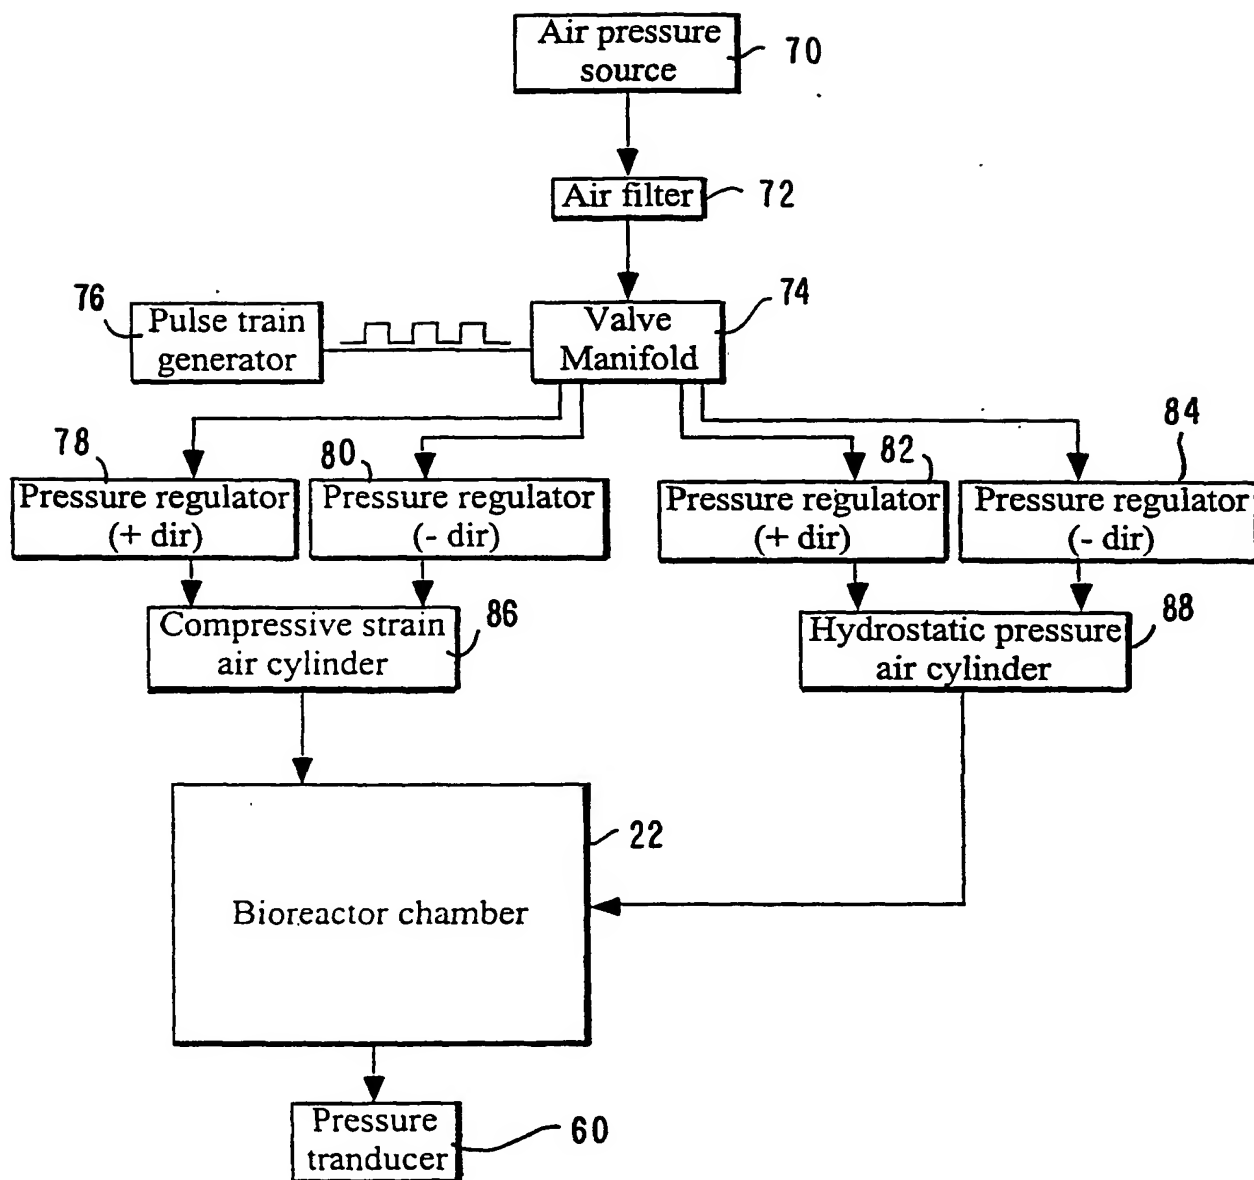 Air pressure
source
70
Air filter
72
76
Pulse train
generator
Valve
Manifold
74
78
Pressure regulator
(+ dir)
80
Pressure regulator
(- dir)
82
Pressure regulator
(+ dir)
84
Pressure regulator
(- dir)
Compressive strain
air cylinder
86
Hydrostatic pressure
air cylinder
88
22
Bioreactor chamber
Pressure
tranducer
60